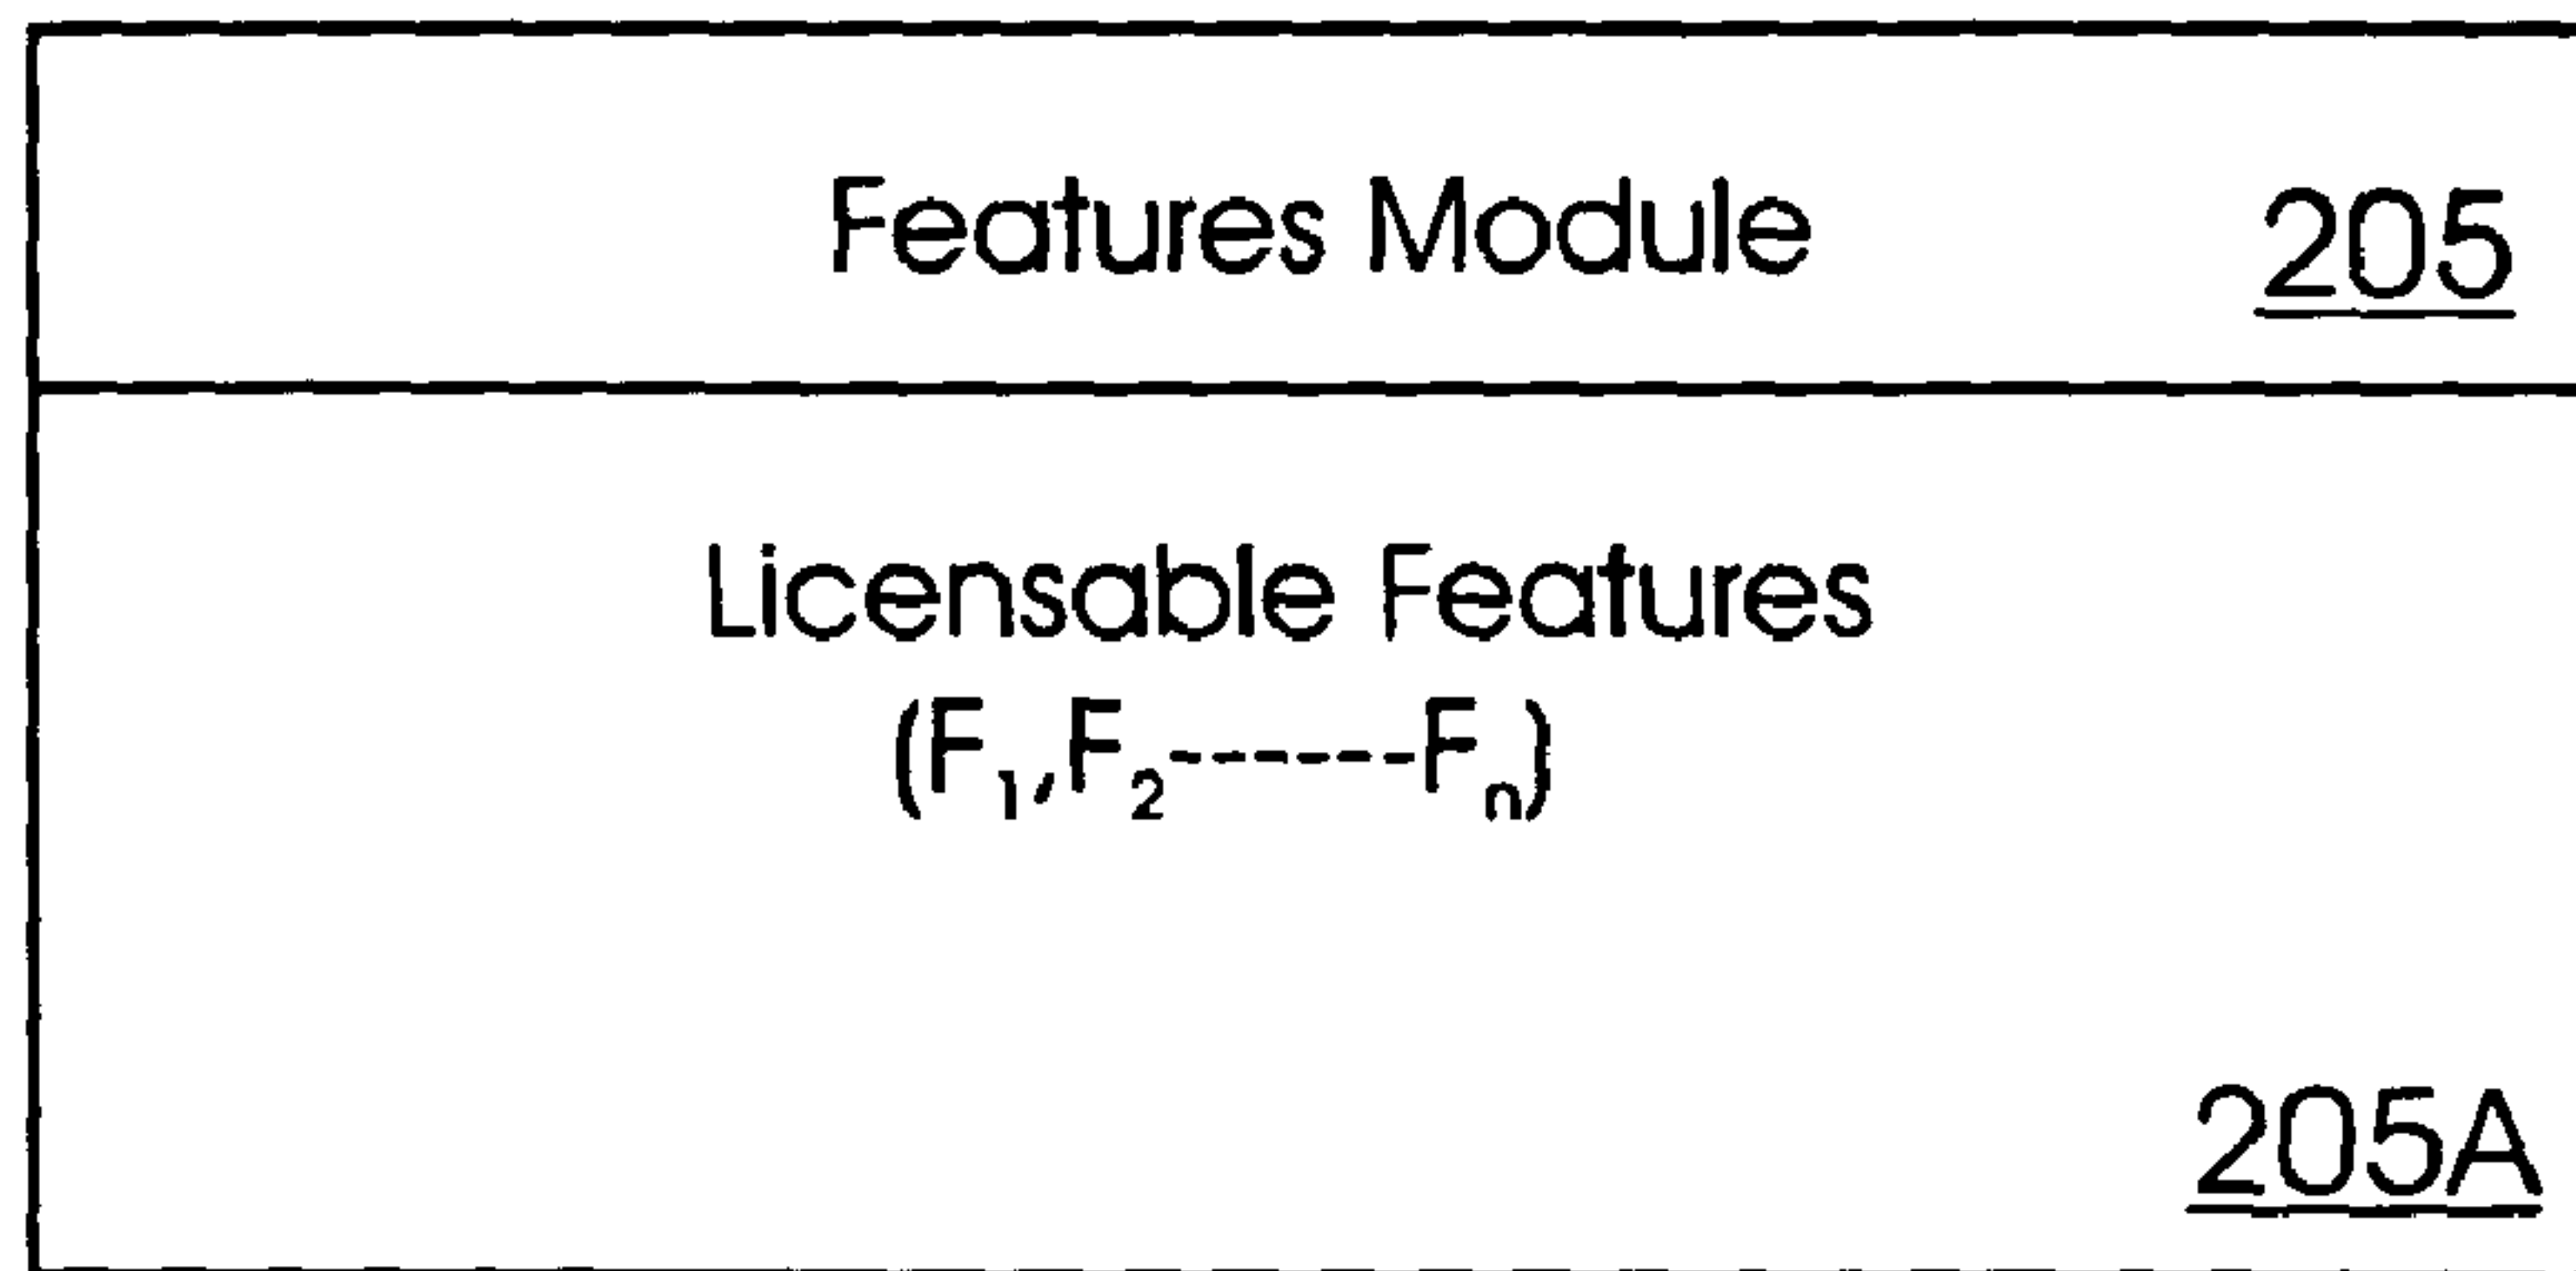 Features Module 205
Licensable Features
(F₁,F₂------Fₙ)
205A